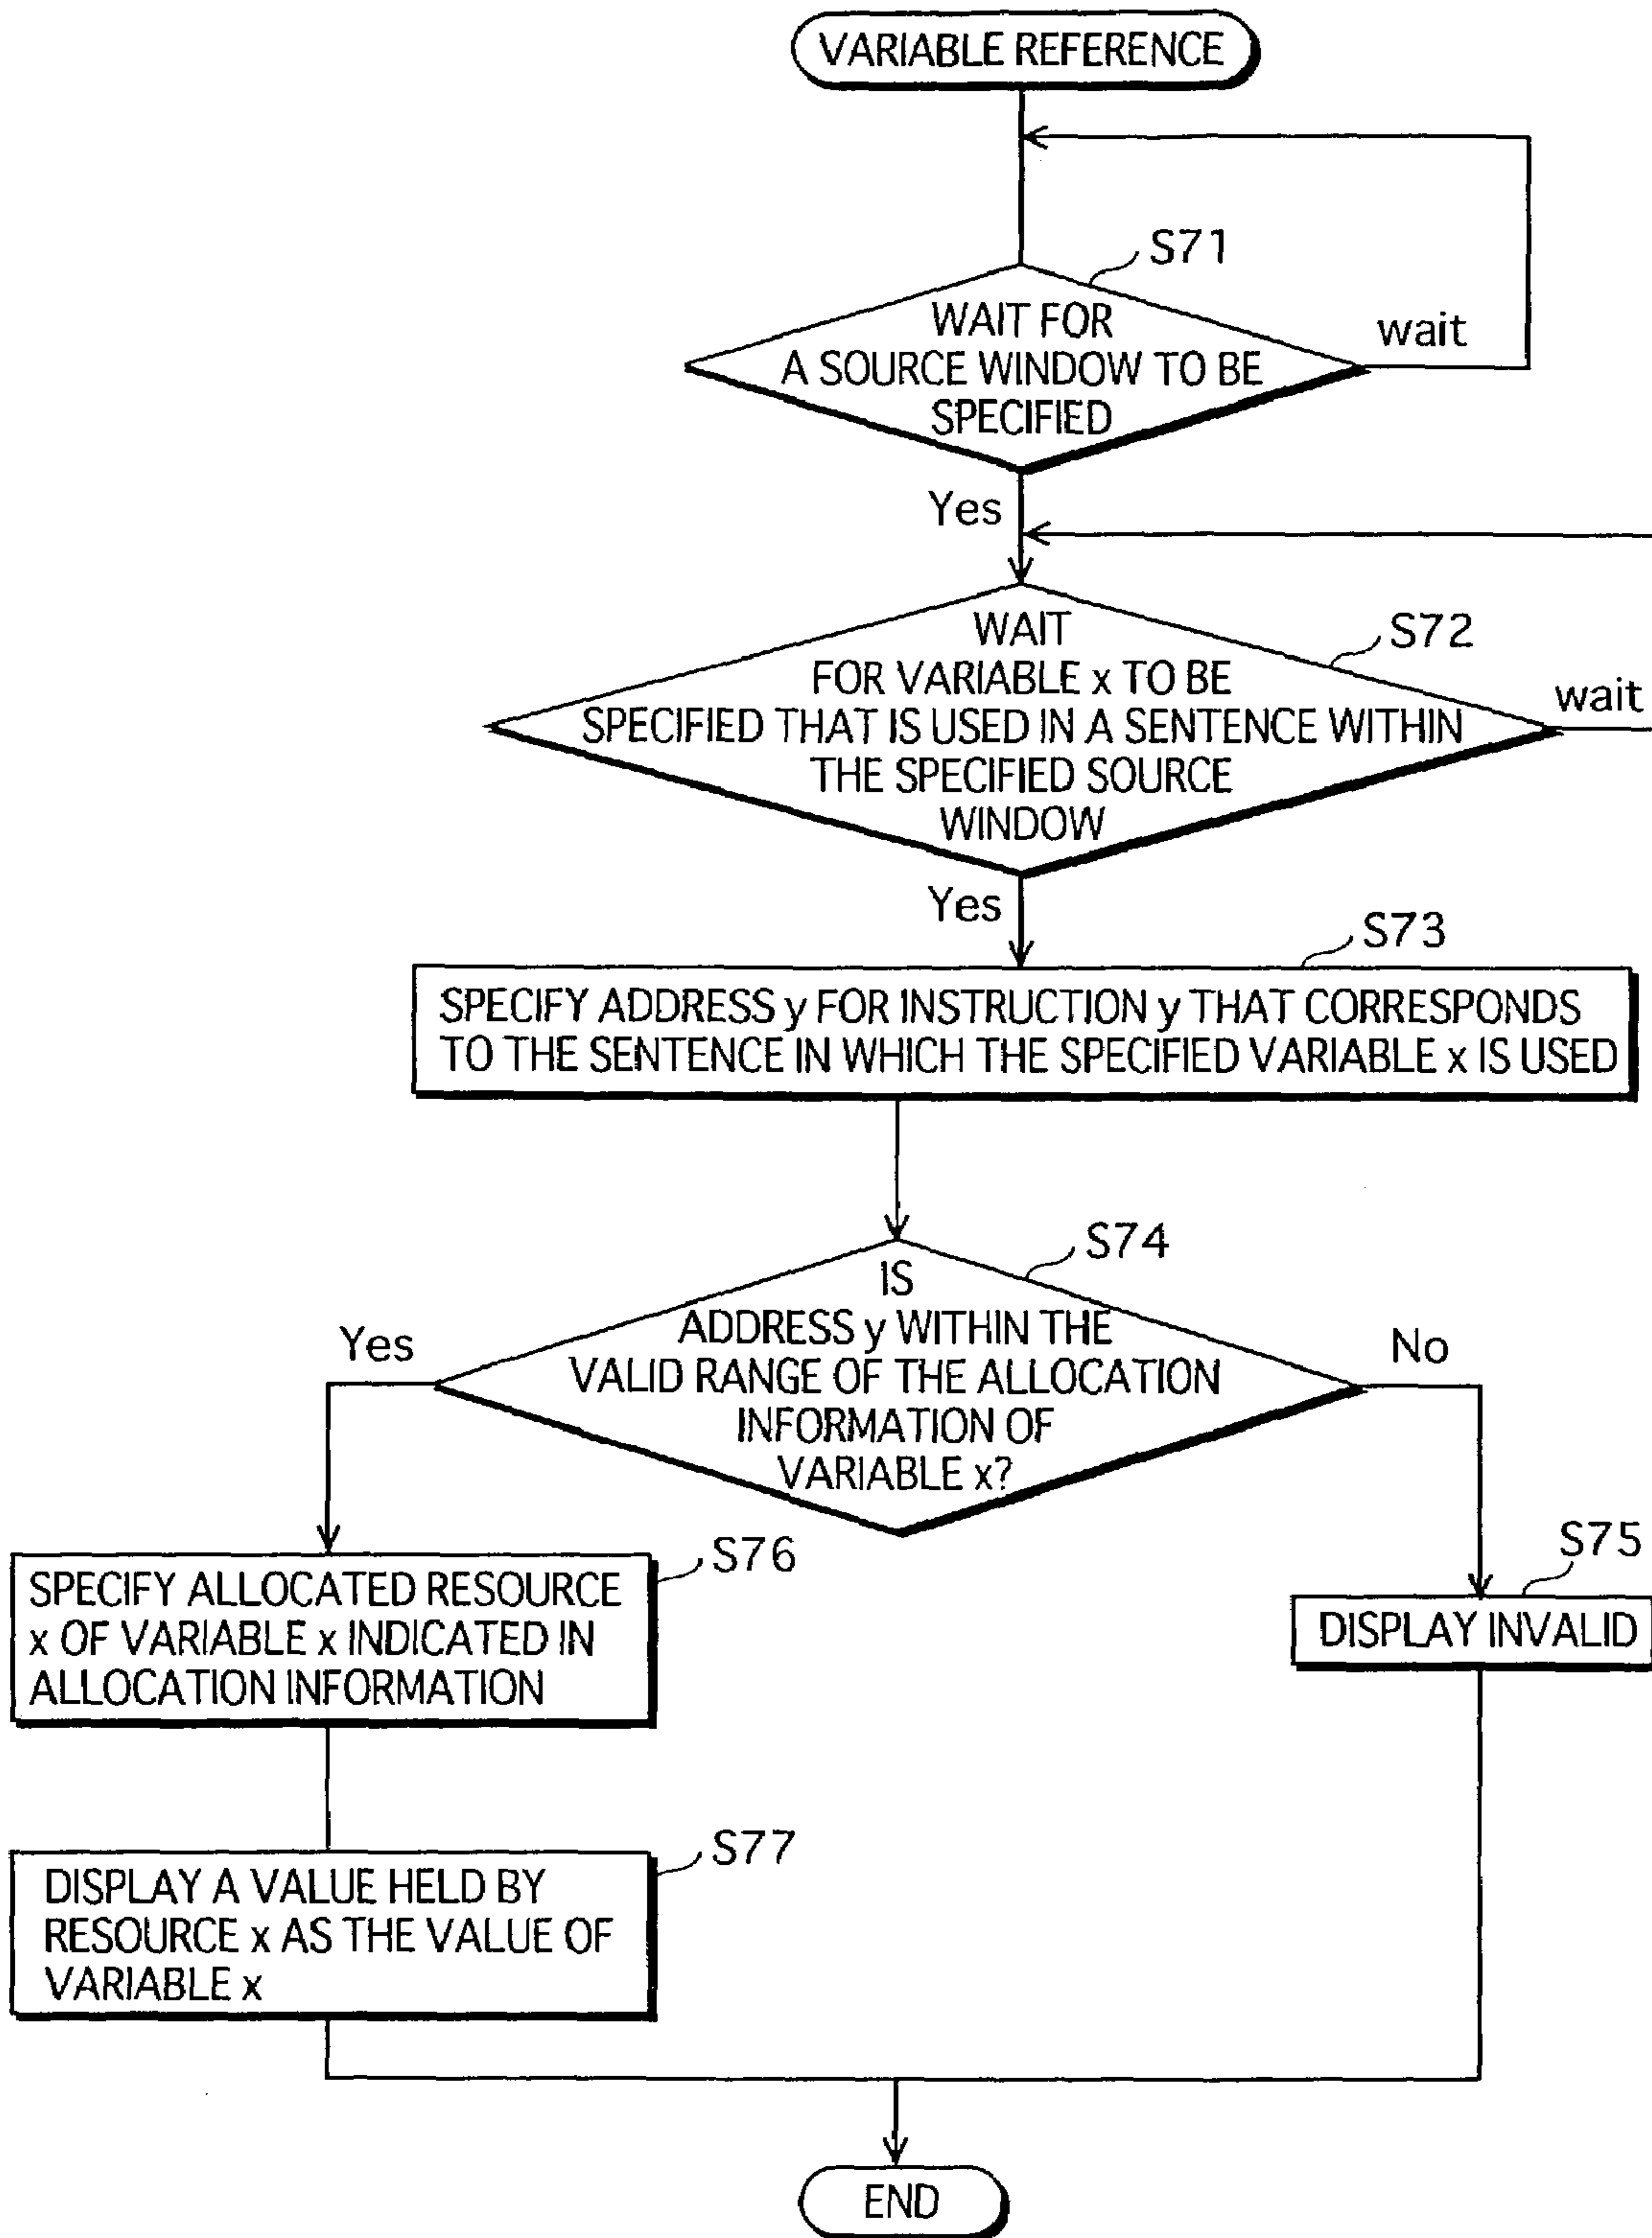 VARIABLE REFERENCE
S71
WAIT FOR
A SOURCE WINDOW TO BE
SPECIFIED
wait
Yes
S72
WAIT
FOR VARIABLE x TO BE
SPECIFIED THAT IS USED IN A SENTENCE WITHIN
THE SPECIFIED SOURCE
WINDOW
wait
Yes
S73
SPECIFY ADDRESS y FOR INSTRUCTION y THAT CORRESPONDS
TO THE SENTENCE IN WHICH THE SPECIFIED VARIABLE x IS USED
S74
IS
ADDRESS y WITHIN THE
VALID RANGE OF THE ALLOCATION
INFORMATION OF
VARIABLE x?
Yes
No
S76
SPECIFY ALLOCATED RESOURCE
x OF VARIABLE x INDICATED IN
ALLOCATION INFORMATION
S75
DISPLAY INVALID
S77
DISPLAY A VALUE HELD BY
RESOURCE x AS THE VALUE OF
VARIABLE x
END